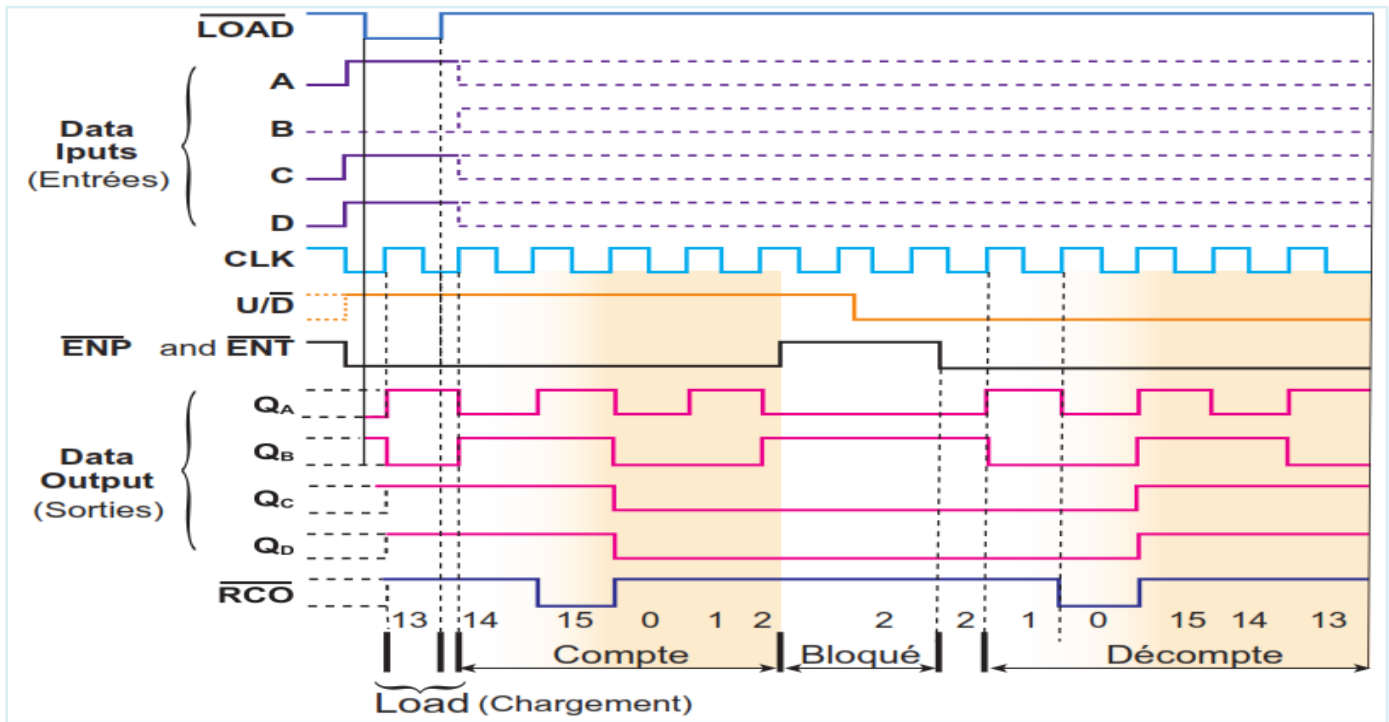 LOAD
A
Data
Iputs
(Entrées)
B
C
D
CLK
U/D
ENP and ENT
QA
Data
Output
(Sorties)
QB
QC
QD
RCO
13 14 15 0 1 2 2 2 1 0 15 14 13
Compte Bloqué Décompte
Load (Chargement)